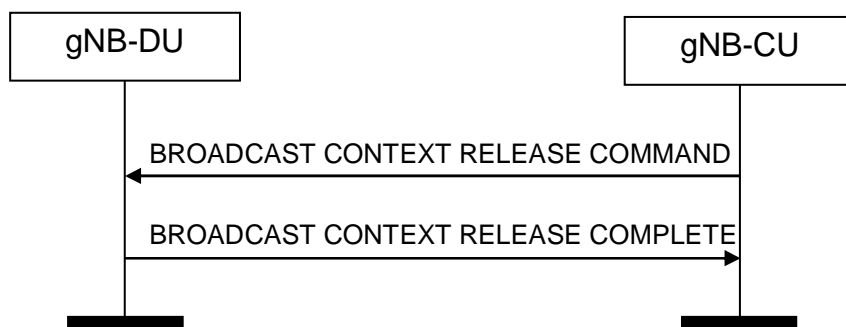 gNB-DU
gNB-CU
BROADCAST CONTEXT RELEASE COMMAND
BROADCAST CONTEXT RELEASE COMPLETE